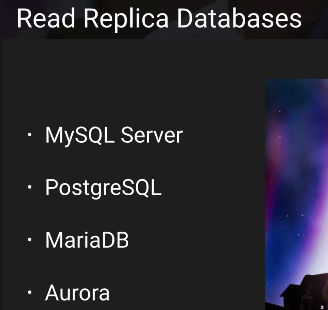 Read Replica Databases
• MySQL Server
• PostgreSQL
• MariaDB
• Aurora